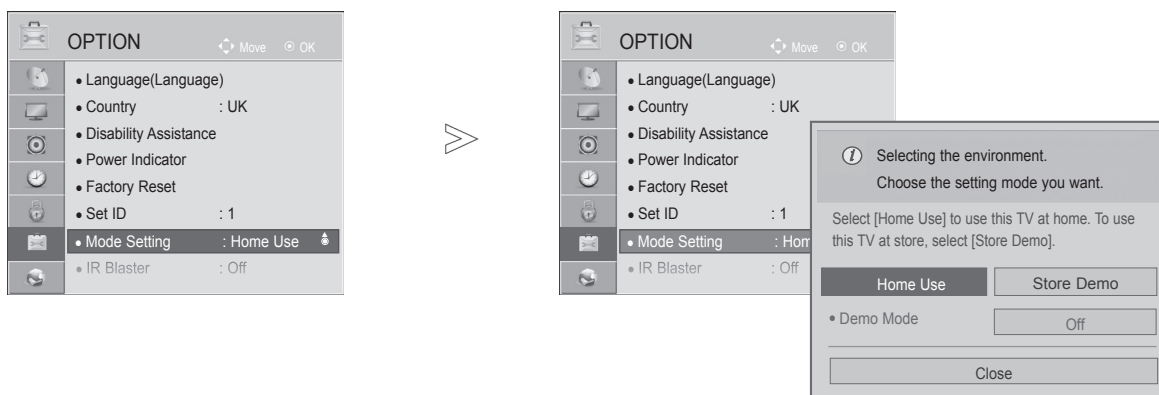 OPTION
Move OK
• Language(Language)
• Country : UK
• Disability Assistance
• Power Indicator
• Factory Reset
• Set ID : 1
• Mode Setting : Home Use
• IR Blaster : Off
OPTION
Move OK
• Language(Language)
• Country : UK
• Disability Assistance
• Power Indicator
• Factory Reset
• Set ID : 1
• Mode Setting : Hom
• IR Blaster : Off
i Selecting the environment.
Choose the setting mode you want.
Select [Home Use] to use this TV at home. To use
this TV at store, select [Store Demo].
Home Use Store Demo
• Demo Mode Off
Close